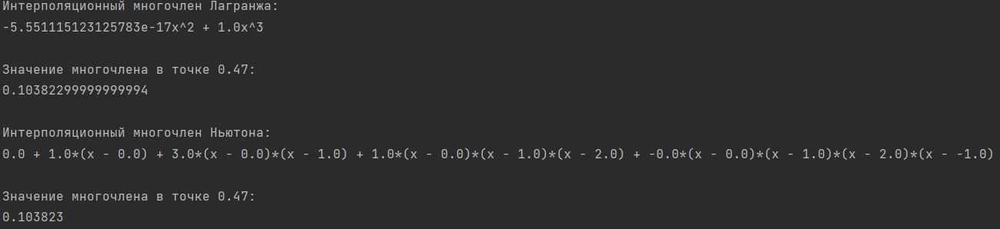 Интерполяционный многочлен Лагранжа:
-5.551115123125783e-17x^2 + 1.0x^3
Значение многочлена в точке 0.47:
0.10382299999999994
Интерполяционный многочлен Ньютона:
0.0 + 1.0*(x - 0.0) + 3.0*(x - 0.0)*(x - 1.0) + 1.0*(x - 0.0)*(x - 1.0)*(x - 2.0) + -0.0*(x - 0.0)*(x - 1.0)*(x - 2.0)*(x - -1.0)
Значение многочлена в точке 0.47:
0.103823